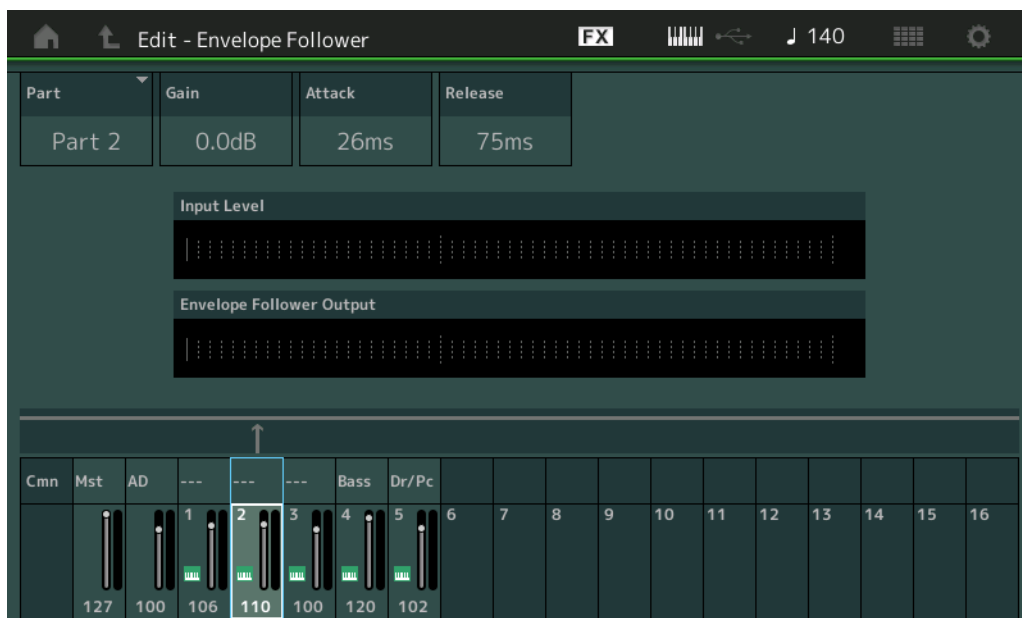 Edit - Envelope Follower FX 140
Part Gain Attack Release
Part 2 0.0dB 26ms 75ms
Input Level
Envelope Follower Output
Cmn Mst AD --- --- --- Bass Dr/Pc
1 2 3 4 5 6 7 8 9 10 11 12 13 14 15 16
127 100 106 110 100 120 102